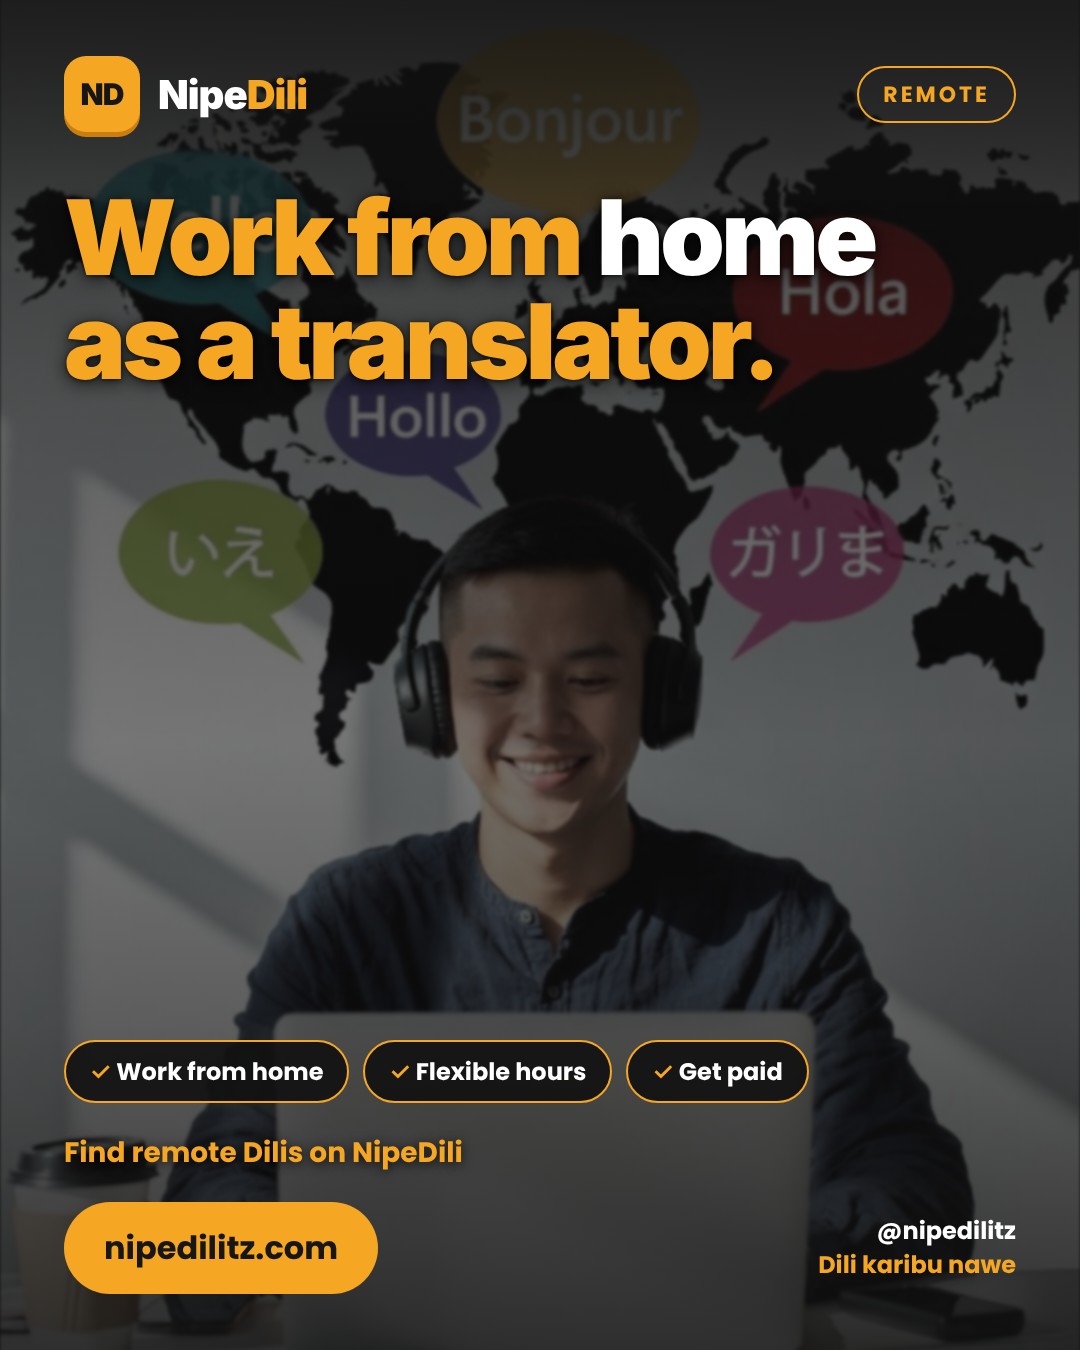 ND
NipeDili
REMOTE
Bonjour
Work from home
Hola
as a translator.
Hollo
いえ
ガリま
✓ Work from home
✓ Flexible hours
✓ Get paid
Find remote Dilis on NipeDili
nipedilitz.com
@nipedilitz
Dili karibu nawe